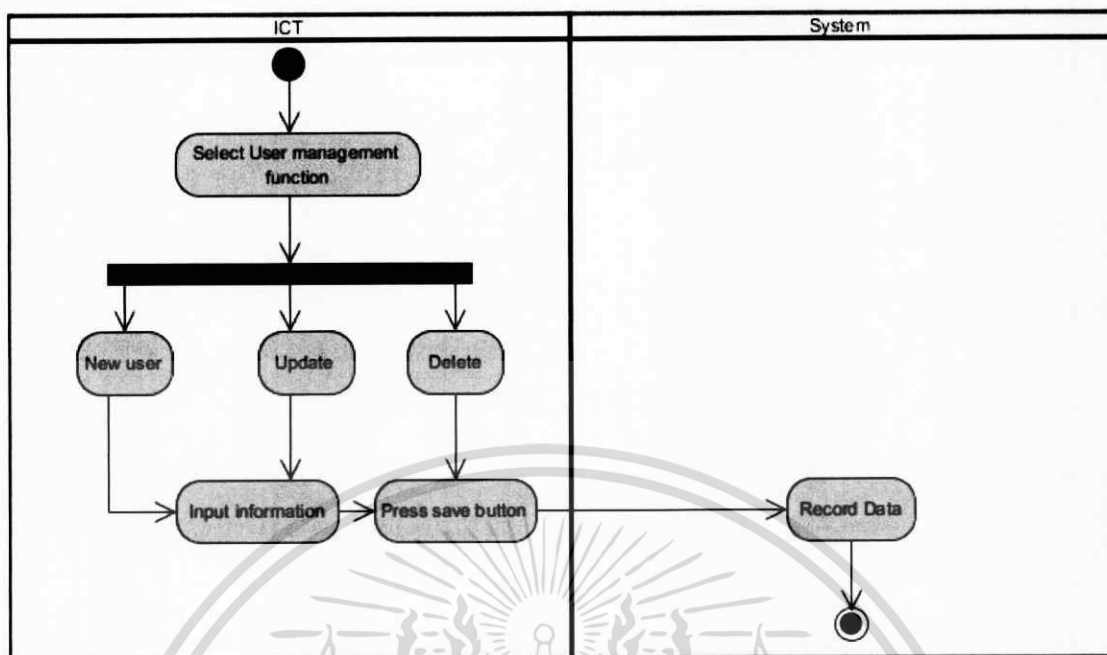 ICT
System
Select User management
function
New user
Update
Delete
Input information
Press save button
Record Data